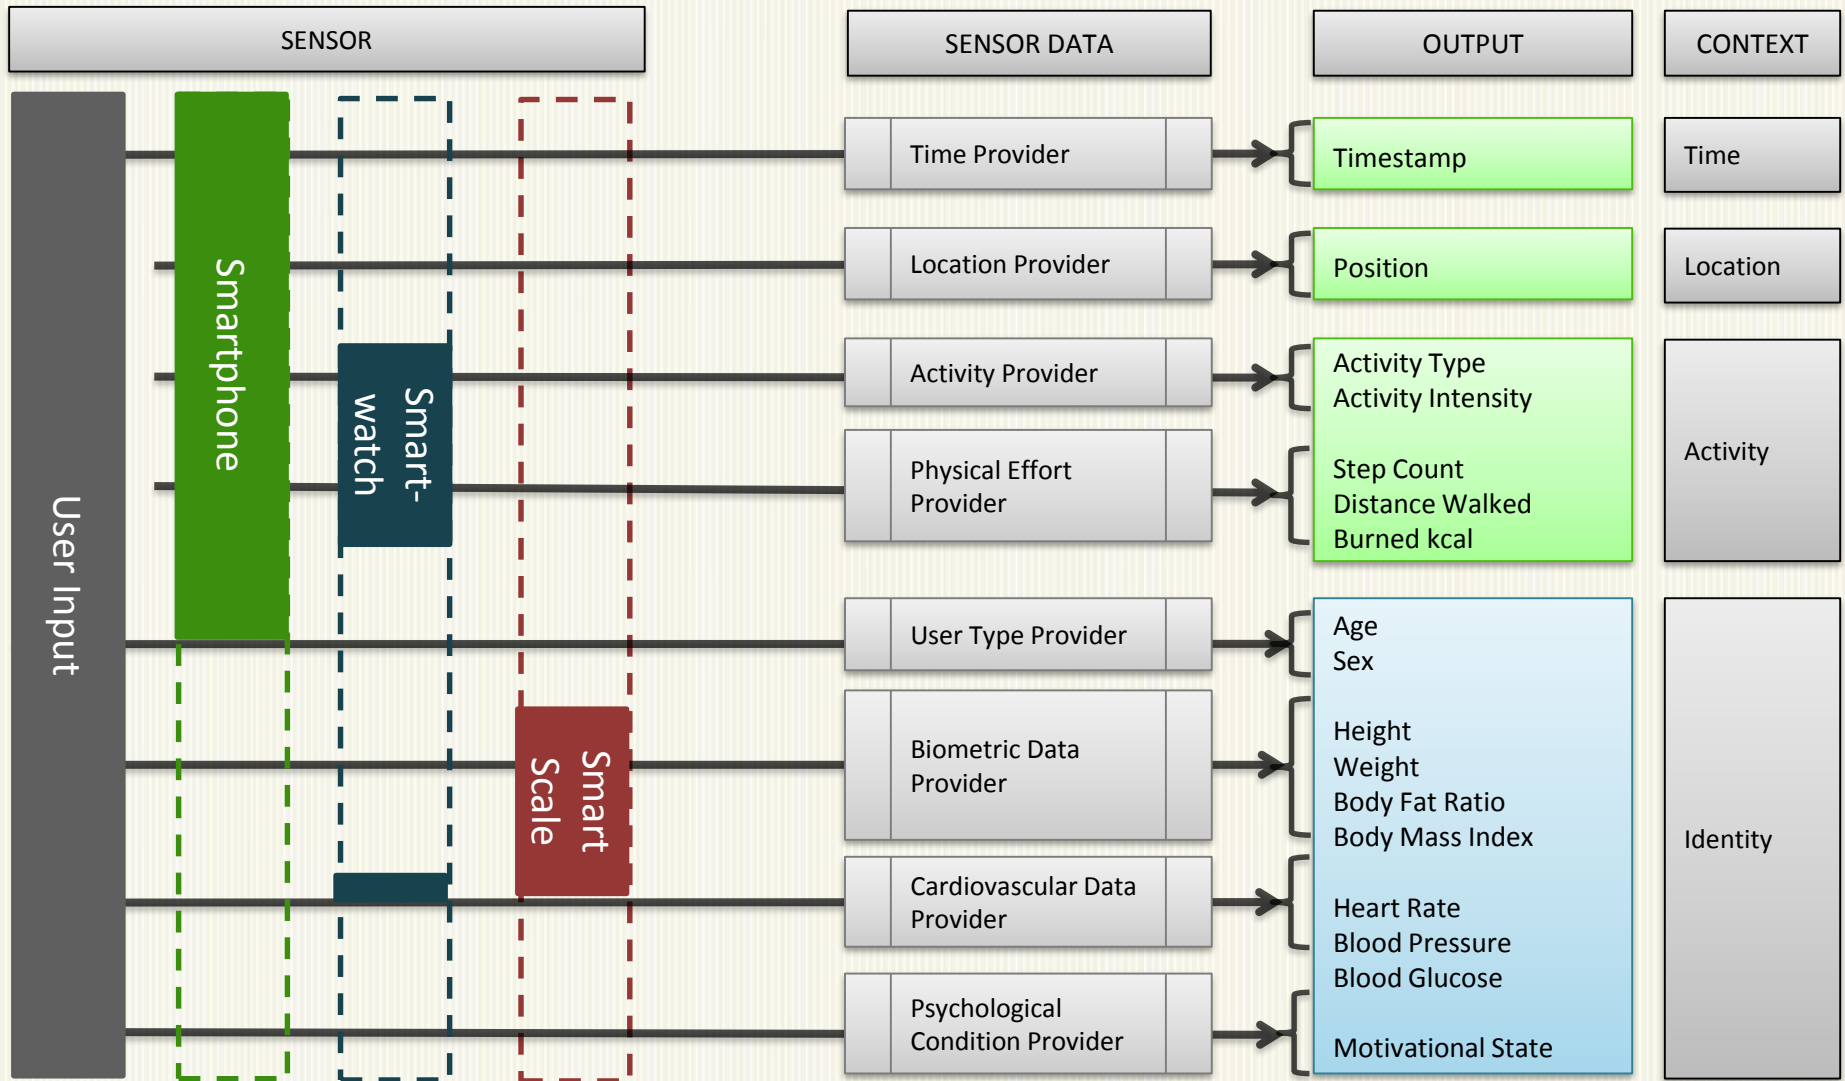 SENSOR
SENSOR DATA
OUTPUT
CONTEXT
User Input
Smartphone
Smart-
watch
Smart
Scale
Time Provider
Timestamp
Time
Location Provider
Position
Location
Activity Provider
Activity Type
Activity Intensity
Physical Effort
Provider
Step Count
Distance Walked
Burned kcal
Activity
User Type Provider
Age
Sex
Biometric Data
Provider
Height
Weight
Body Fat Ratio
Body Mass Index
Cardiovascular Data
Provider
Heart Rate
Blood Pressure
Blood Glucose
Psychological
Condition Provider
Motivational State
Identity